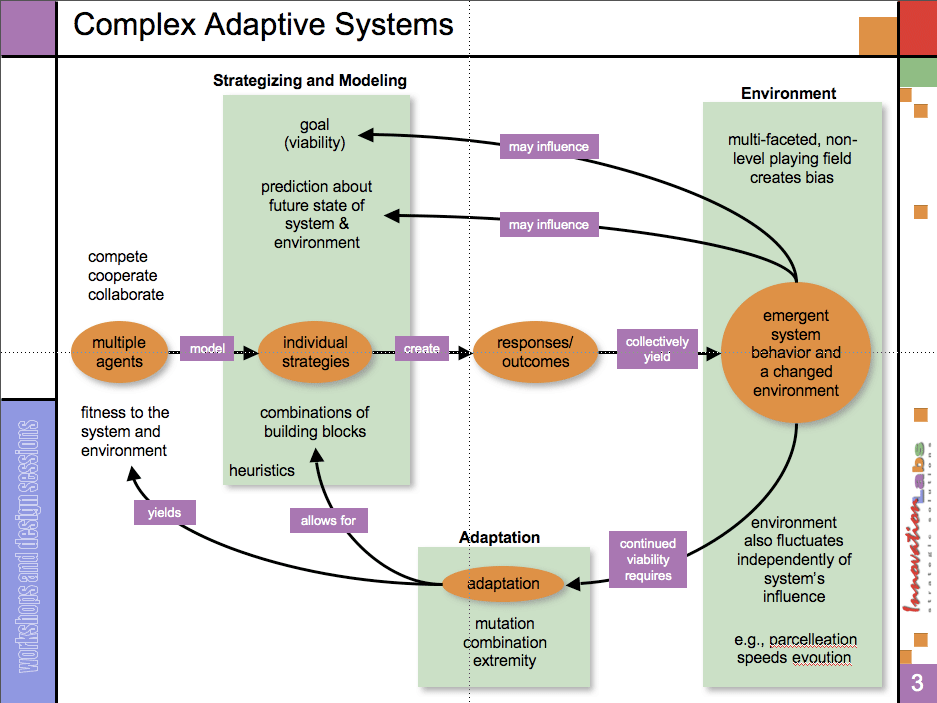 Complex Adaptive Systems
Strategizing and Modeling
goal
(viability)
prediction about
future state of
system &
environment
may influence
may influence
Environment
multi-faceted, non-
level playing field
creates bias
compete
cooperate
collaborate
multiple
agents
model
individual
strategies
create
responses/
outcomes
collectively
yield
emergent
system
behavior and
a changed
environment
fitness to the
system and
environment
combinations of
building blocks
heuristics
yields
allows for
Adaptation
adaptation
mutation
combination
extremity
continued
viability
requires
environment
also fluctuates
independently of
system's
influence
e.g., parcelleation
speeds evoution
workshops and design sessions
InnovationLabs
3